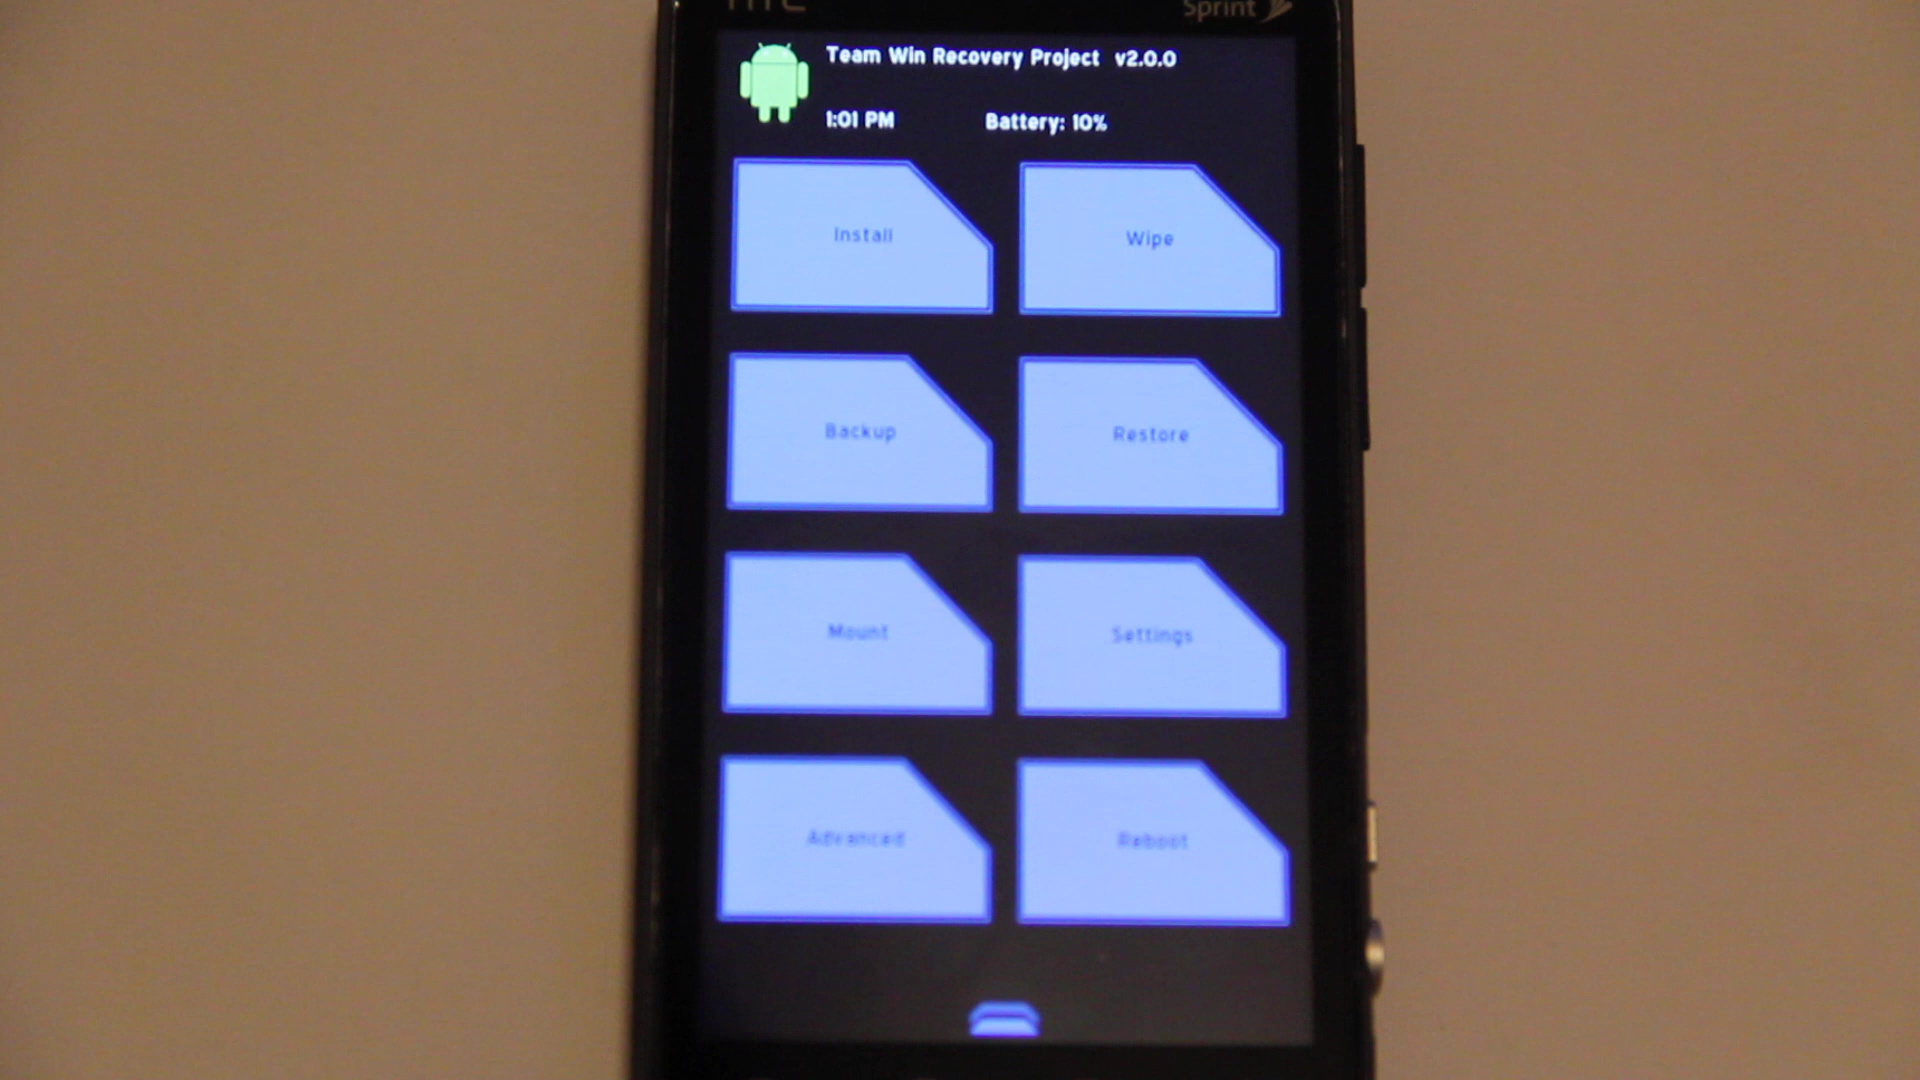 HTC
Sprint
Team Win Recovery Project v2.0.0
1:01 PM Battery: 10%
Install Wipe
Backup Restore
Mount Settings
Advanced Reboot